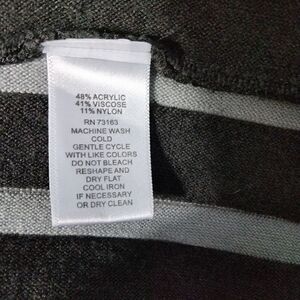 48% ACRYLIC
41% VISCOSE
11% NYLON
RN 73163
MACHINE WASH
COLD
GENTLE CYCLE
WITH LIKE COLORS
DO NOT BLEACH
RESHAPE AND
DRY FLAT
COOL IRON
IF NECESSARY
OR DRY CLEAN